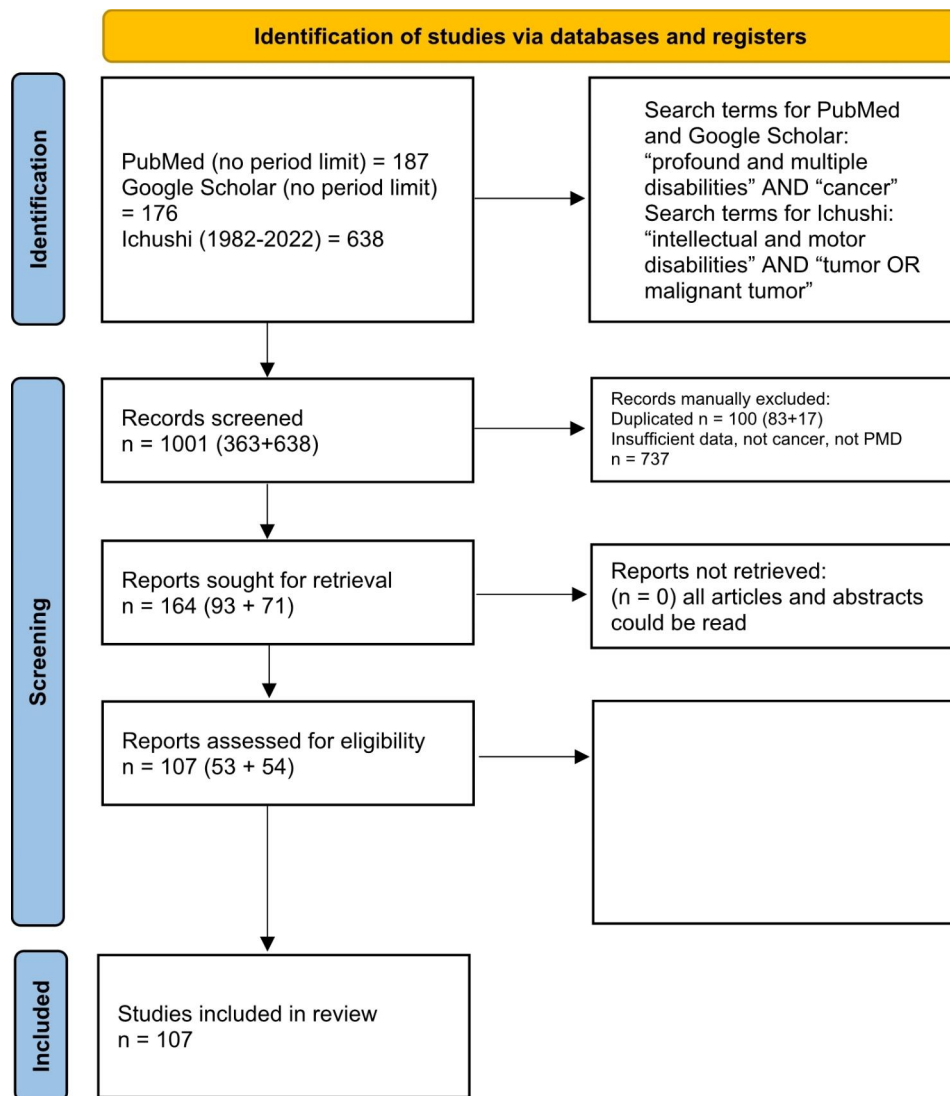 Identification of studies via databases and registers
Identification
PubMed (no period limit) = 187
Google Scholar (no period limit)
= 176
Ichushi (1982-2022) = 638
Search terms for PubMed
and Google Scholar:
“profound and multiple
disabilities” AND “cancer”
Search terms for Ichushi:
“intellectual and motor
disabilities” AND “tumor OR
malignant tumor”
Screening
Records screened
n = 1001 (363+638)
Records manually excluded:
Duplicated n = 100 (83+17)
Insufficient data, not cancer, not PMD
n = 737
Reports sought for retrieval
n = 164 (93 + 71)
Reports not retrieved:
(n = 0) all articles and abstracts
could be read
Reports assessed for eligibility
n = 107 (53 + 54)
Included
Studies included in review
n = 107